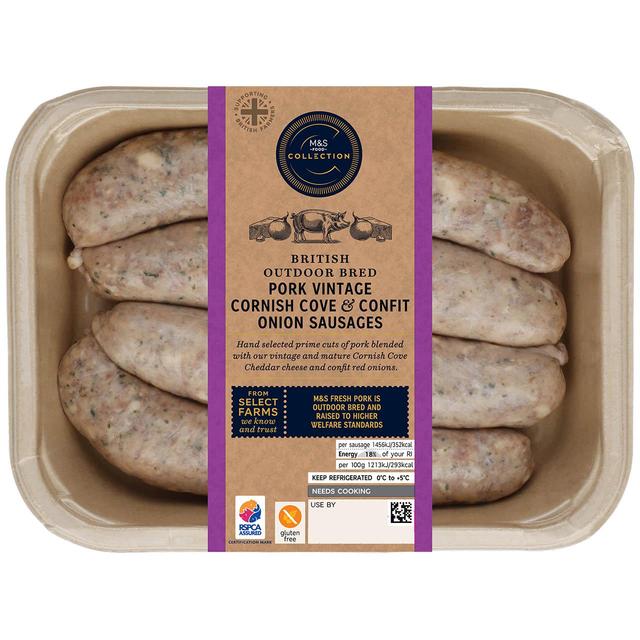 SUPPORTING
BRITISH FARMERS
M&S
FOOD
COLLECTION
BRITISH
OUTDOOR BRED
PORK VINTAGE
CORNISH COVE & CONFIT
ONION SAUSAGES
Hand selected prime cuts of pork blended
with our vintage and mature Cornish Cove
Cheddar cheese and confit red onions.
FROM
SELECT
FARMS
we know
and trust
M&S FRESH PORK IS
OUTDOOR BRED AND
RAISED TO HIGHER
WELFARE STANDARDS
per sausage 1456kJ/352kcal
Energy 18% of your RI
per 100g 1213kJ/293kcal
KEEP REFRIGERATED 0°C to +5°C
NEEDS COOKING
USE BY
RSPCA
ASSURED
CERTIFICATION MARK
gluten
free